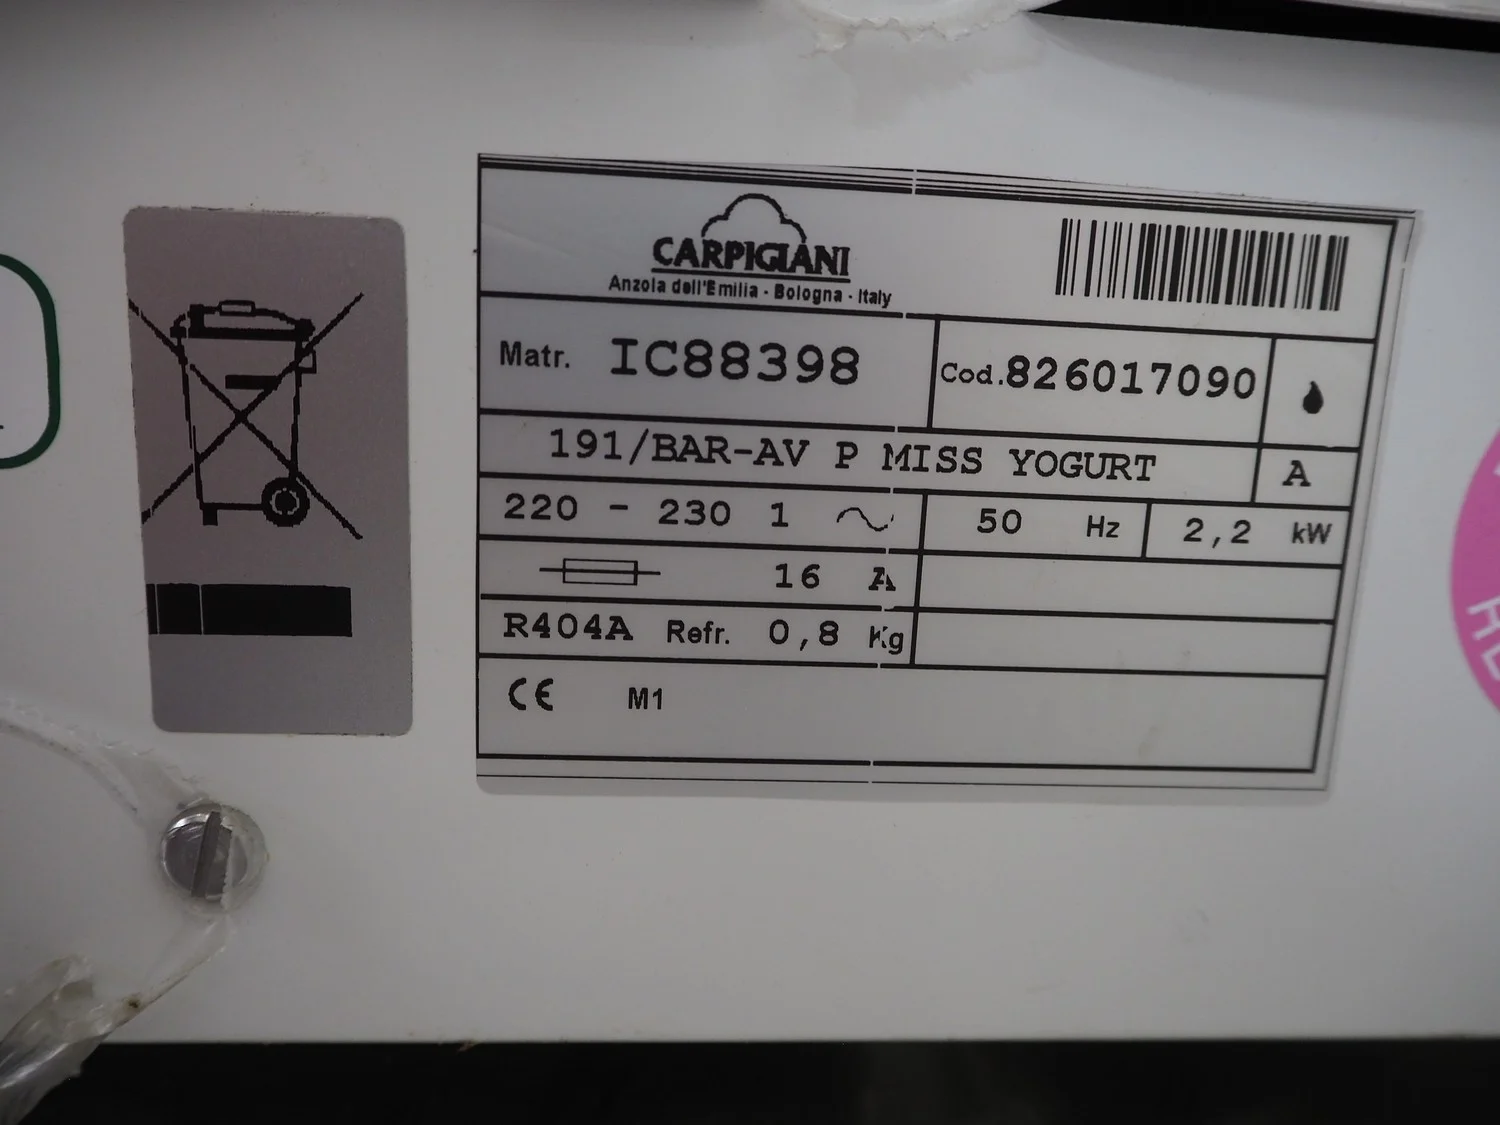 CARPIGIANI
Anzola dell'Emilia - Bologna - Italy
Matr. IC88398 Cod.826017090
191/BAR-AV P MISS YOGURT A
220 - 230 1 50 Hz 2,2 kW
16 A
R404A Refr. 0,8 Kg
CE M1